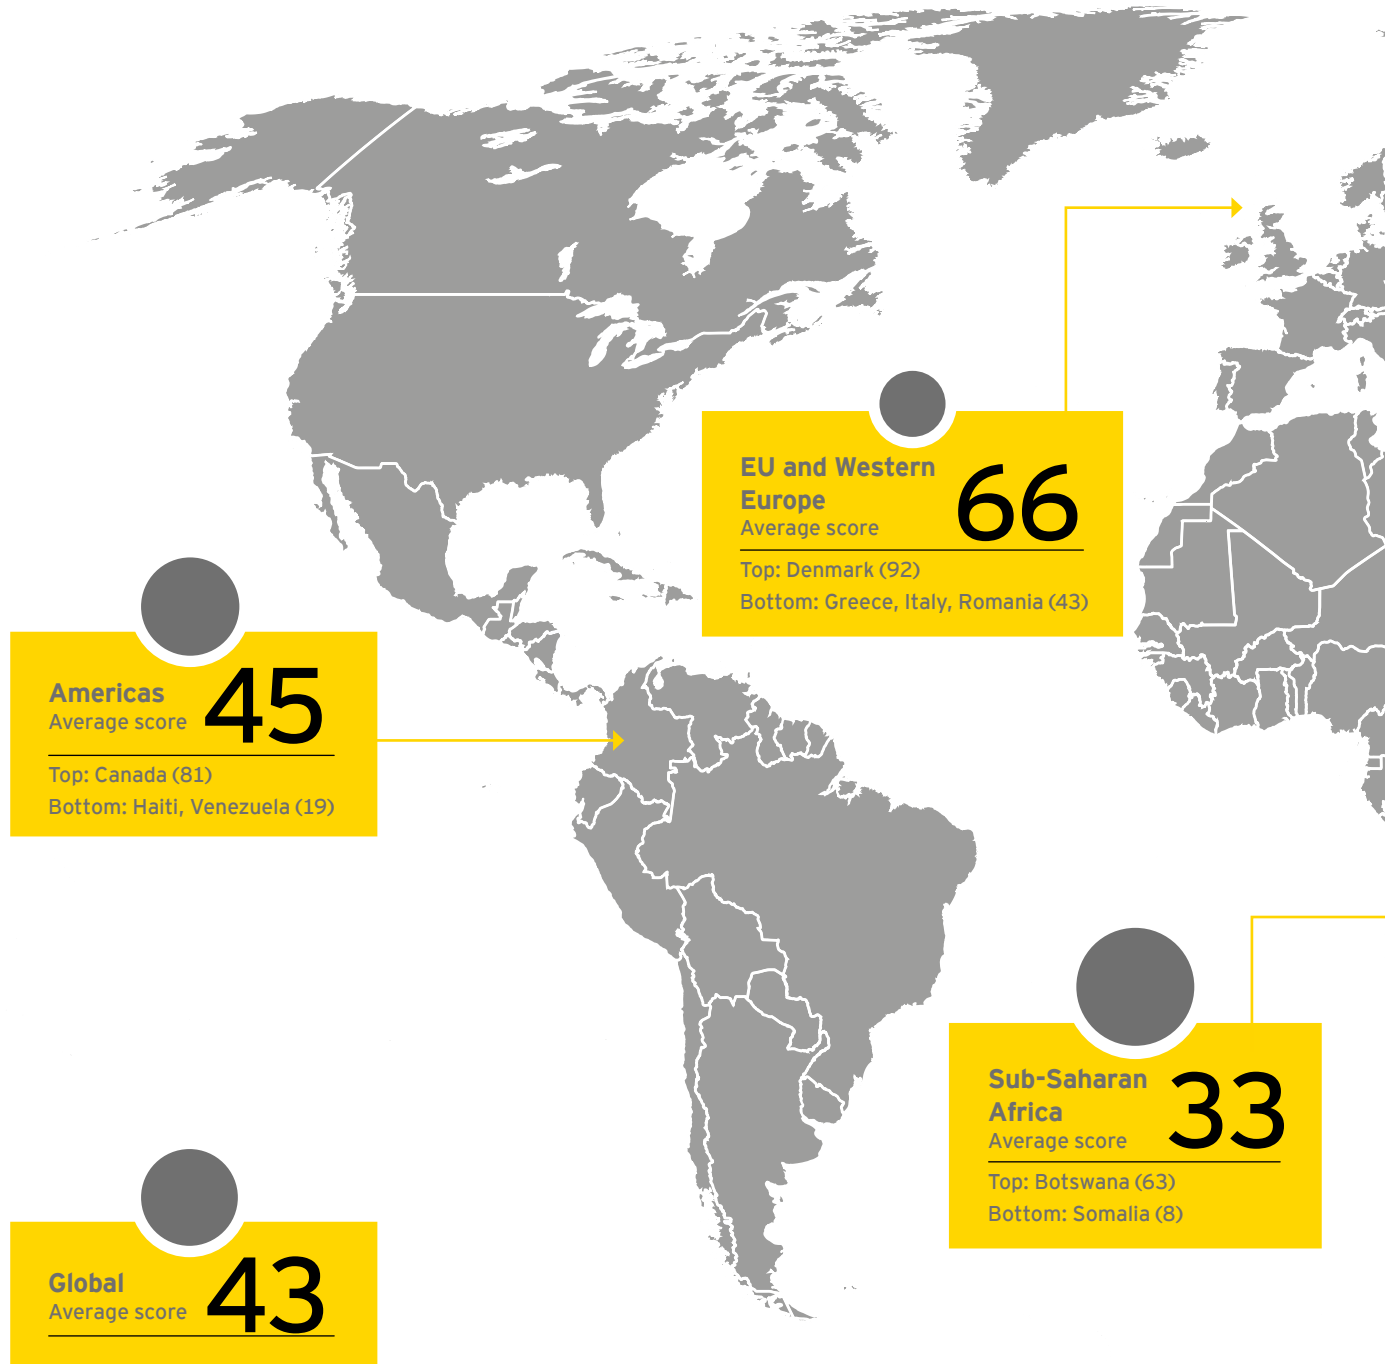 EU and Western
Europe
Average score
66
Top: Denmark (92)
Bottom: Greece, Italy, Romania (43)
Americas
Average score
45
Top: Canada (81)
Bottom: Haiti, Venezuela (19)
Sub-Saharan
Africa
Average score
33
Top: Botswana (63)
Bottom: Somalia (8)
Global
Average score
43